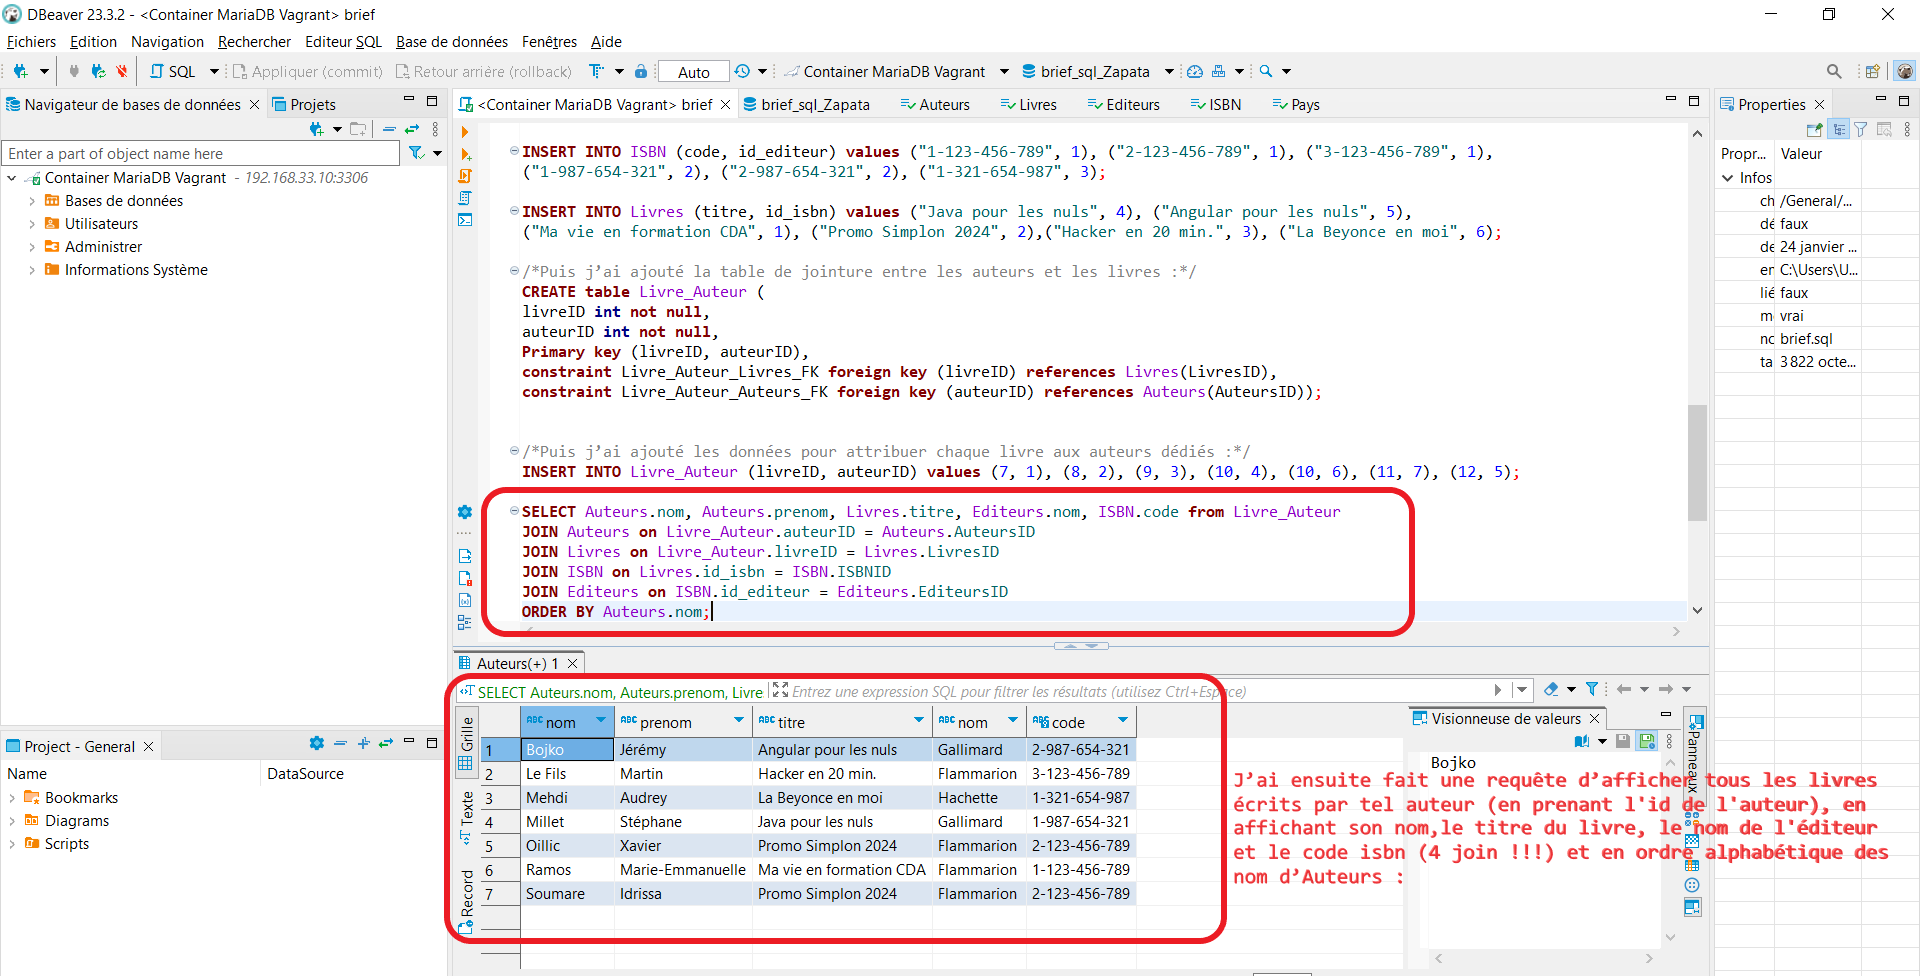 DBeaver 23.3.2 - <Container MariaDB Vagrant> brief
Fichiers Edition Navigation Rechercher Editeur SQL Base de données Fenêtres Aide
SQL Appliquer (commit) Retour arrière (rollback) Auto Container MariaDB Vagrant brief_sql_Zapata
Navigateur de bases de données Projets
Enter a part of object name here
Container MariaDB Vagrant - 192.168.33.10:3306
Bases de données
Utilisateurs
Administrer
Informations Système
Project - General
Name DataSource
Bookmarks
Diagrams
Scripts
<Container MariaDB Vagrant> brief brief_sql_Zapata Auteurs Livres Editeurs ISBN Pays
INSERT INTO ISBN (code, id_editeur) values ("1-123-456-789", 1), ("2-123-456-789", 1), ("3-123-456-789", 1),
("1-987-654-321", 2), ("2-987-654-321", 2), ("1-321-654-987", 3);
INSERT INTO Livres (titre, id_isbn) values ("Java pour les nuls", 4), ("Angular pour les nuls", 5),
("Ma vie en formation CDA", 1), ("Promo Simplon 2024", 2),("Hacker en 20 min.", 3), ("La Beyonce en moi", 6);
/*Puis j’ai ajouté la table de jointure entre les auteurs et les livres :*/
CREATE table Livre_Auteur (
livreID int not null,
auteurID int not null,
Primary key (livreID, auteurID),
constraint Livre_Auteur_Livres_FK foreign key (livreID) references Livres(LivresID),
constraint Livre_Auteur_Auteurs_FK foreign key (auteurID) references Auteurs(AuteursID));
/*Puis j’ai ajouté les données pour attribuer chaque livre aux auteurs dédiés :*/
INSERT INTO Livre_Auteur (livreID, auteurID) values (7, 1), (8, 2), (9, 3), (10, 4), (10, 6), (11, 7), (12, 5);
SELECT Auteurs.nom, Auteurs.prenom, Livres.titre, Editeurs.nom, ISBN.code from Livre_Auteur
JOIN Auteurs on Livre_Auteur.auteurID = Auteurs.AuteursID
JOIN Livres on Livre_Auteur.livreID = Livres.LivresID
JOIN ISBN on Livres.id_isbn = ISBN.ISBNID
JOIN Editeurs on ISBN.id_editeur = Editeurs.EditeursID
ORDER BY Auteurs.nom;
Auteurs(+) 1
SELECT Auteurs.nom, Auteurs.prenom, Livre Entrez une expression SQL pour filtrer les résultats (utilisez Ctrl+Espace)
Grille
Texte
Record
nom prenom titre nom code
1 Bojko Jérémy Angular pour les nuls Gallimard 2-987-654-321
2 Le Fils Martin Hacker en 20 min. Flammarion 3-123-456-789
3 Mehdi Audrey La Beyonce en moi Hachette 1-321-654-987
4 Millet Stéphane Java pour les nuls Gallimard 1-987-654-321
5 Oillic Xavier Promo Simplon 2024 Flammarion 2-123-456-789
6 Ramos Marie-Emmanuelle Ma vie en formation CDA Flammarion 1-123-456-789
7 Soumare Idrissa Promo Simplon 2024 Flammarion 2-123-456-789
Visionneuse de valeurs
Bojko
Panneaux
J’ai ensuite fait une requête d’afficher tous les livres
écrits par tel auteur (en prenant l'id de l'auteur), en
affichant son nom,le titre du livre, le nom de l'éditeur
et le code isbn (4 join !!!) et en ordre alphabétique des
nom d’Auteurs :
Properties
Propr... Valeur
Infos
ch /General/...
dé faux
de 24 janvier ...
en C:\Users\U...
lié faux
m vrai
nc brief.sql
ta 3 822 octe...